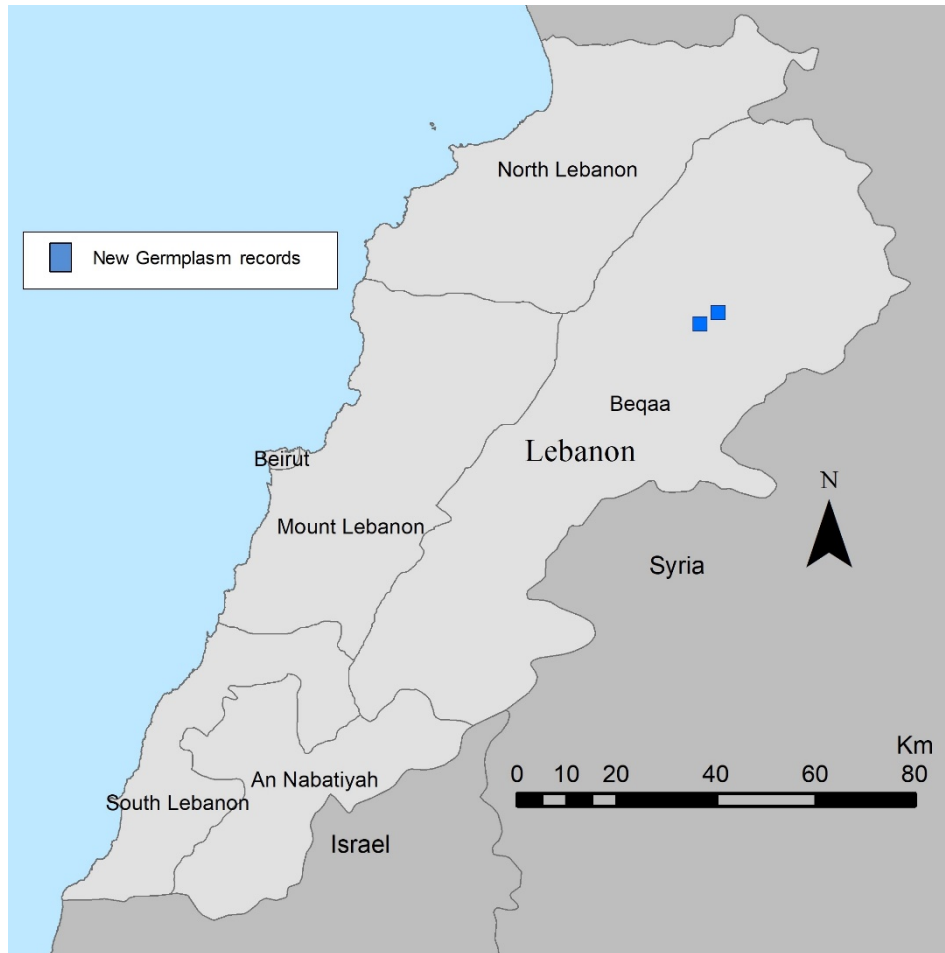 North Lebanon
New Germplasm records
Beqaa
Lebanon
Beirut
Mount Lebanon
N
Syria
Km
0 10 20 40 60 80
An Nabatiyah
South Lebanon
Israel